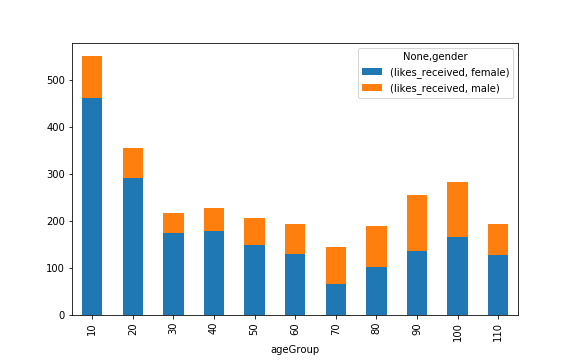 None,gender
(likes_received, female)
(likes_received, male)
500
400
300
200
100
0
10 20 30 40 50 60 70 80 90 100 110
ageGroup